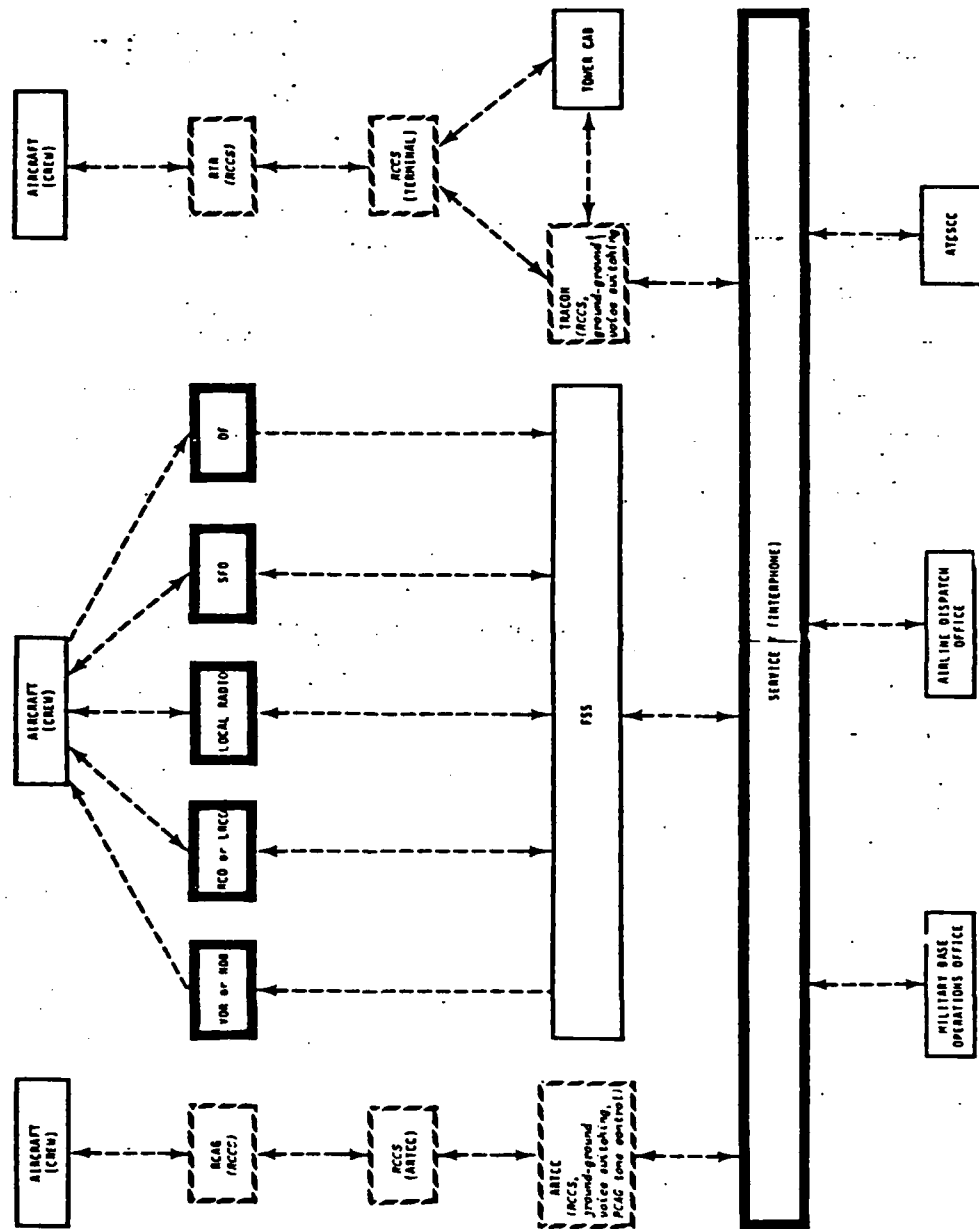 AIRCRAFT
(CREW)
AIRCRAFT
(CREW)
AIRCRAFT
(CREW)
RCAG
(RCCS)
VOR or NDB
RCO or LRCO
LOCAL RADIO
SFO
DF
RTR
(RCCS)
RCCS
(ARTCC)
RCCS
(TERMINAL)
ARTCC
(RCCS,
ground-ground
voice switching,
RCAG tone control)
FSS
TRACON
(RCCS,
ground-ground
voice switching)
TOWER CAB
SERVICE F (INTERPHONE)
MILITARY BASE
OPERATIONS OFFICE
AIRLINE DISPATCH
OFFICE
ATCSCC